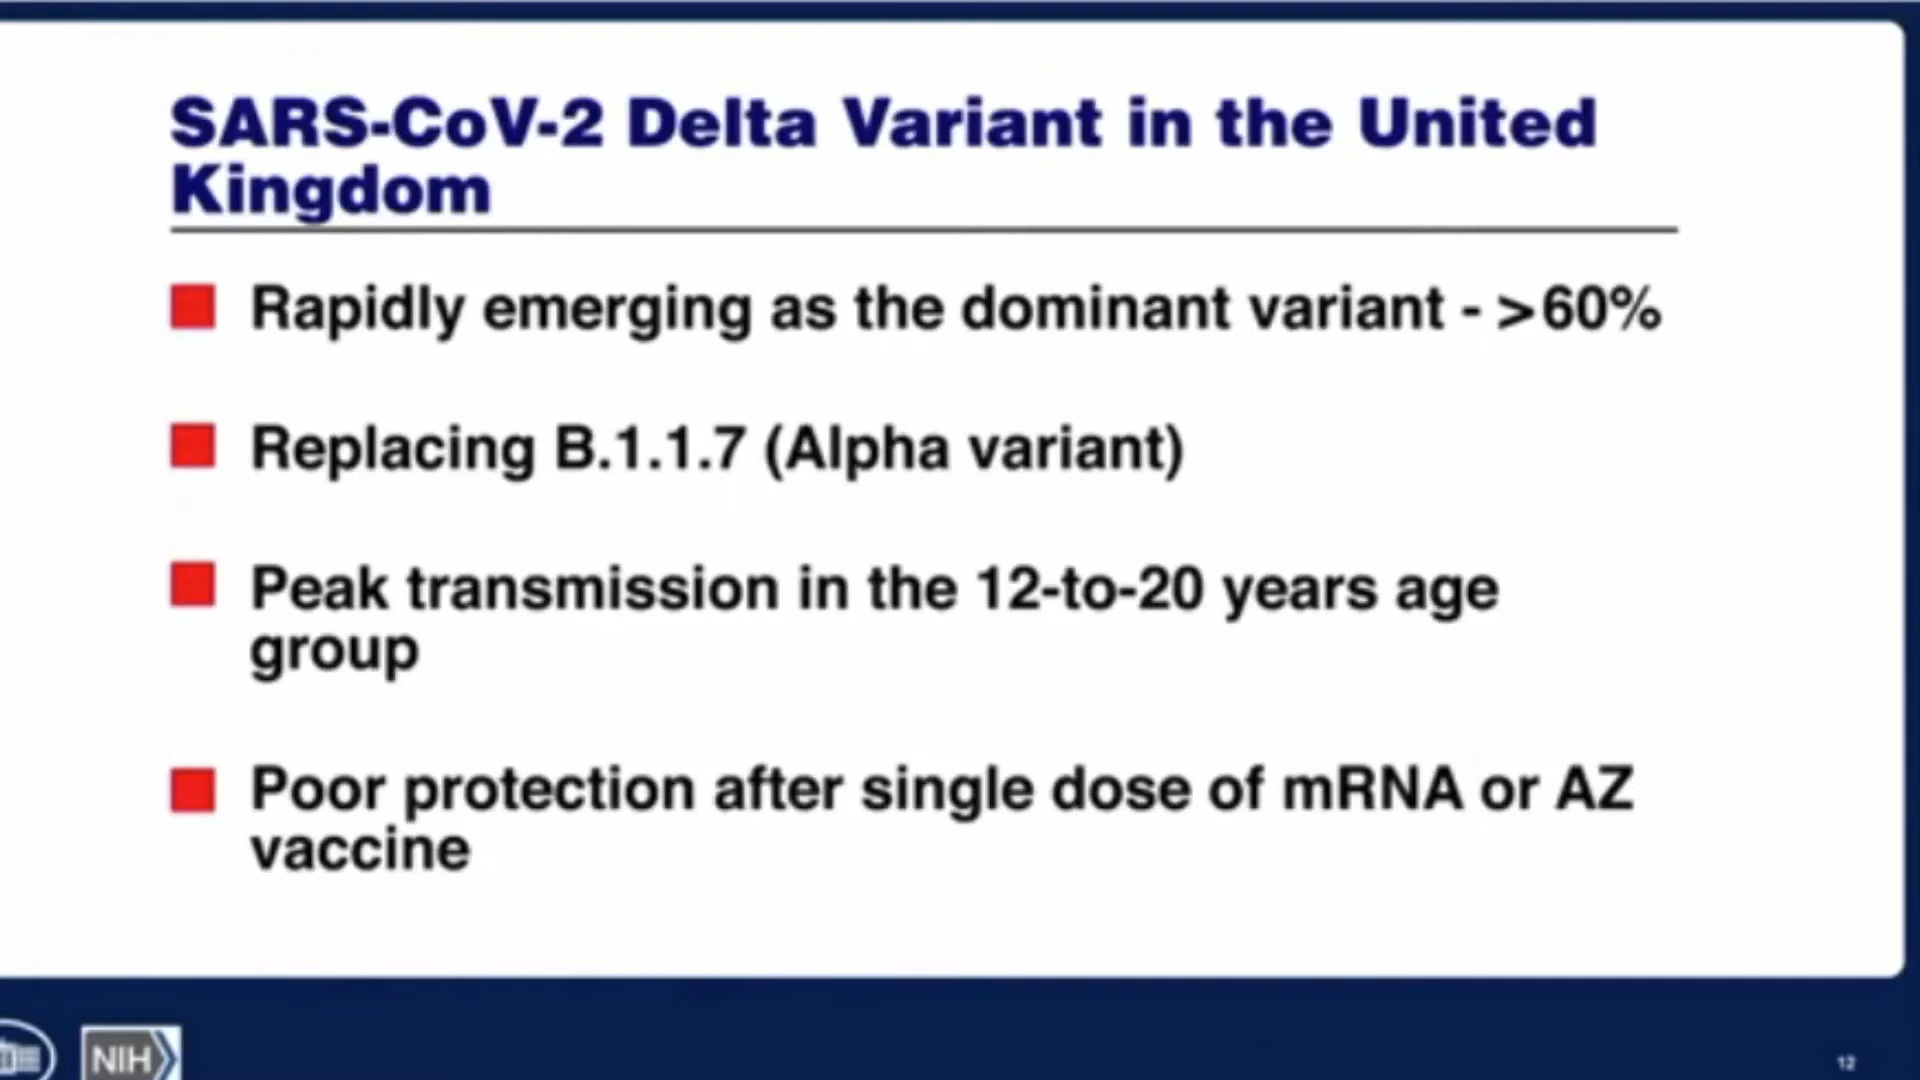 SARS-CoV-2 Delta Variant in the United
Kingdom
Rapidly emerging as the dominant variant - >60%
Replacing B.1.1.7 (Alpha variant)
Peak transmission in the 12-to-20 years age
group
Poor protection after single dose of mRNA or AZ
vaccine
NIH
12